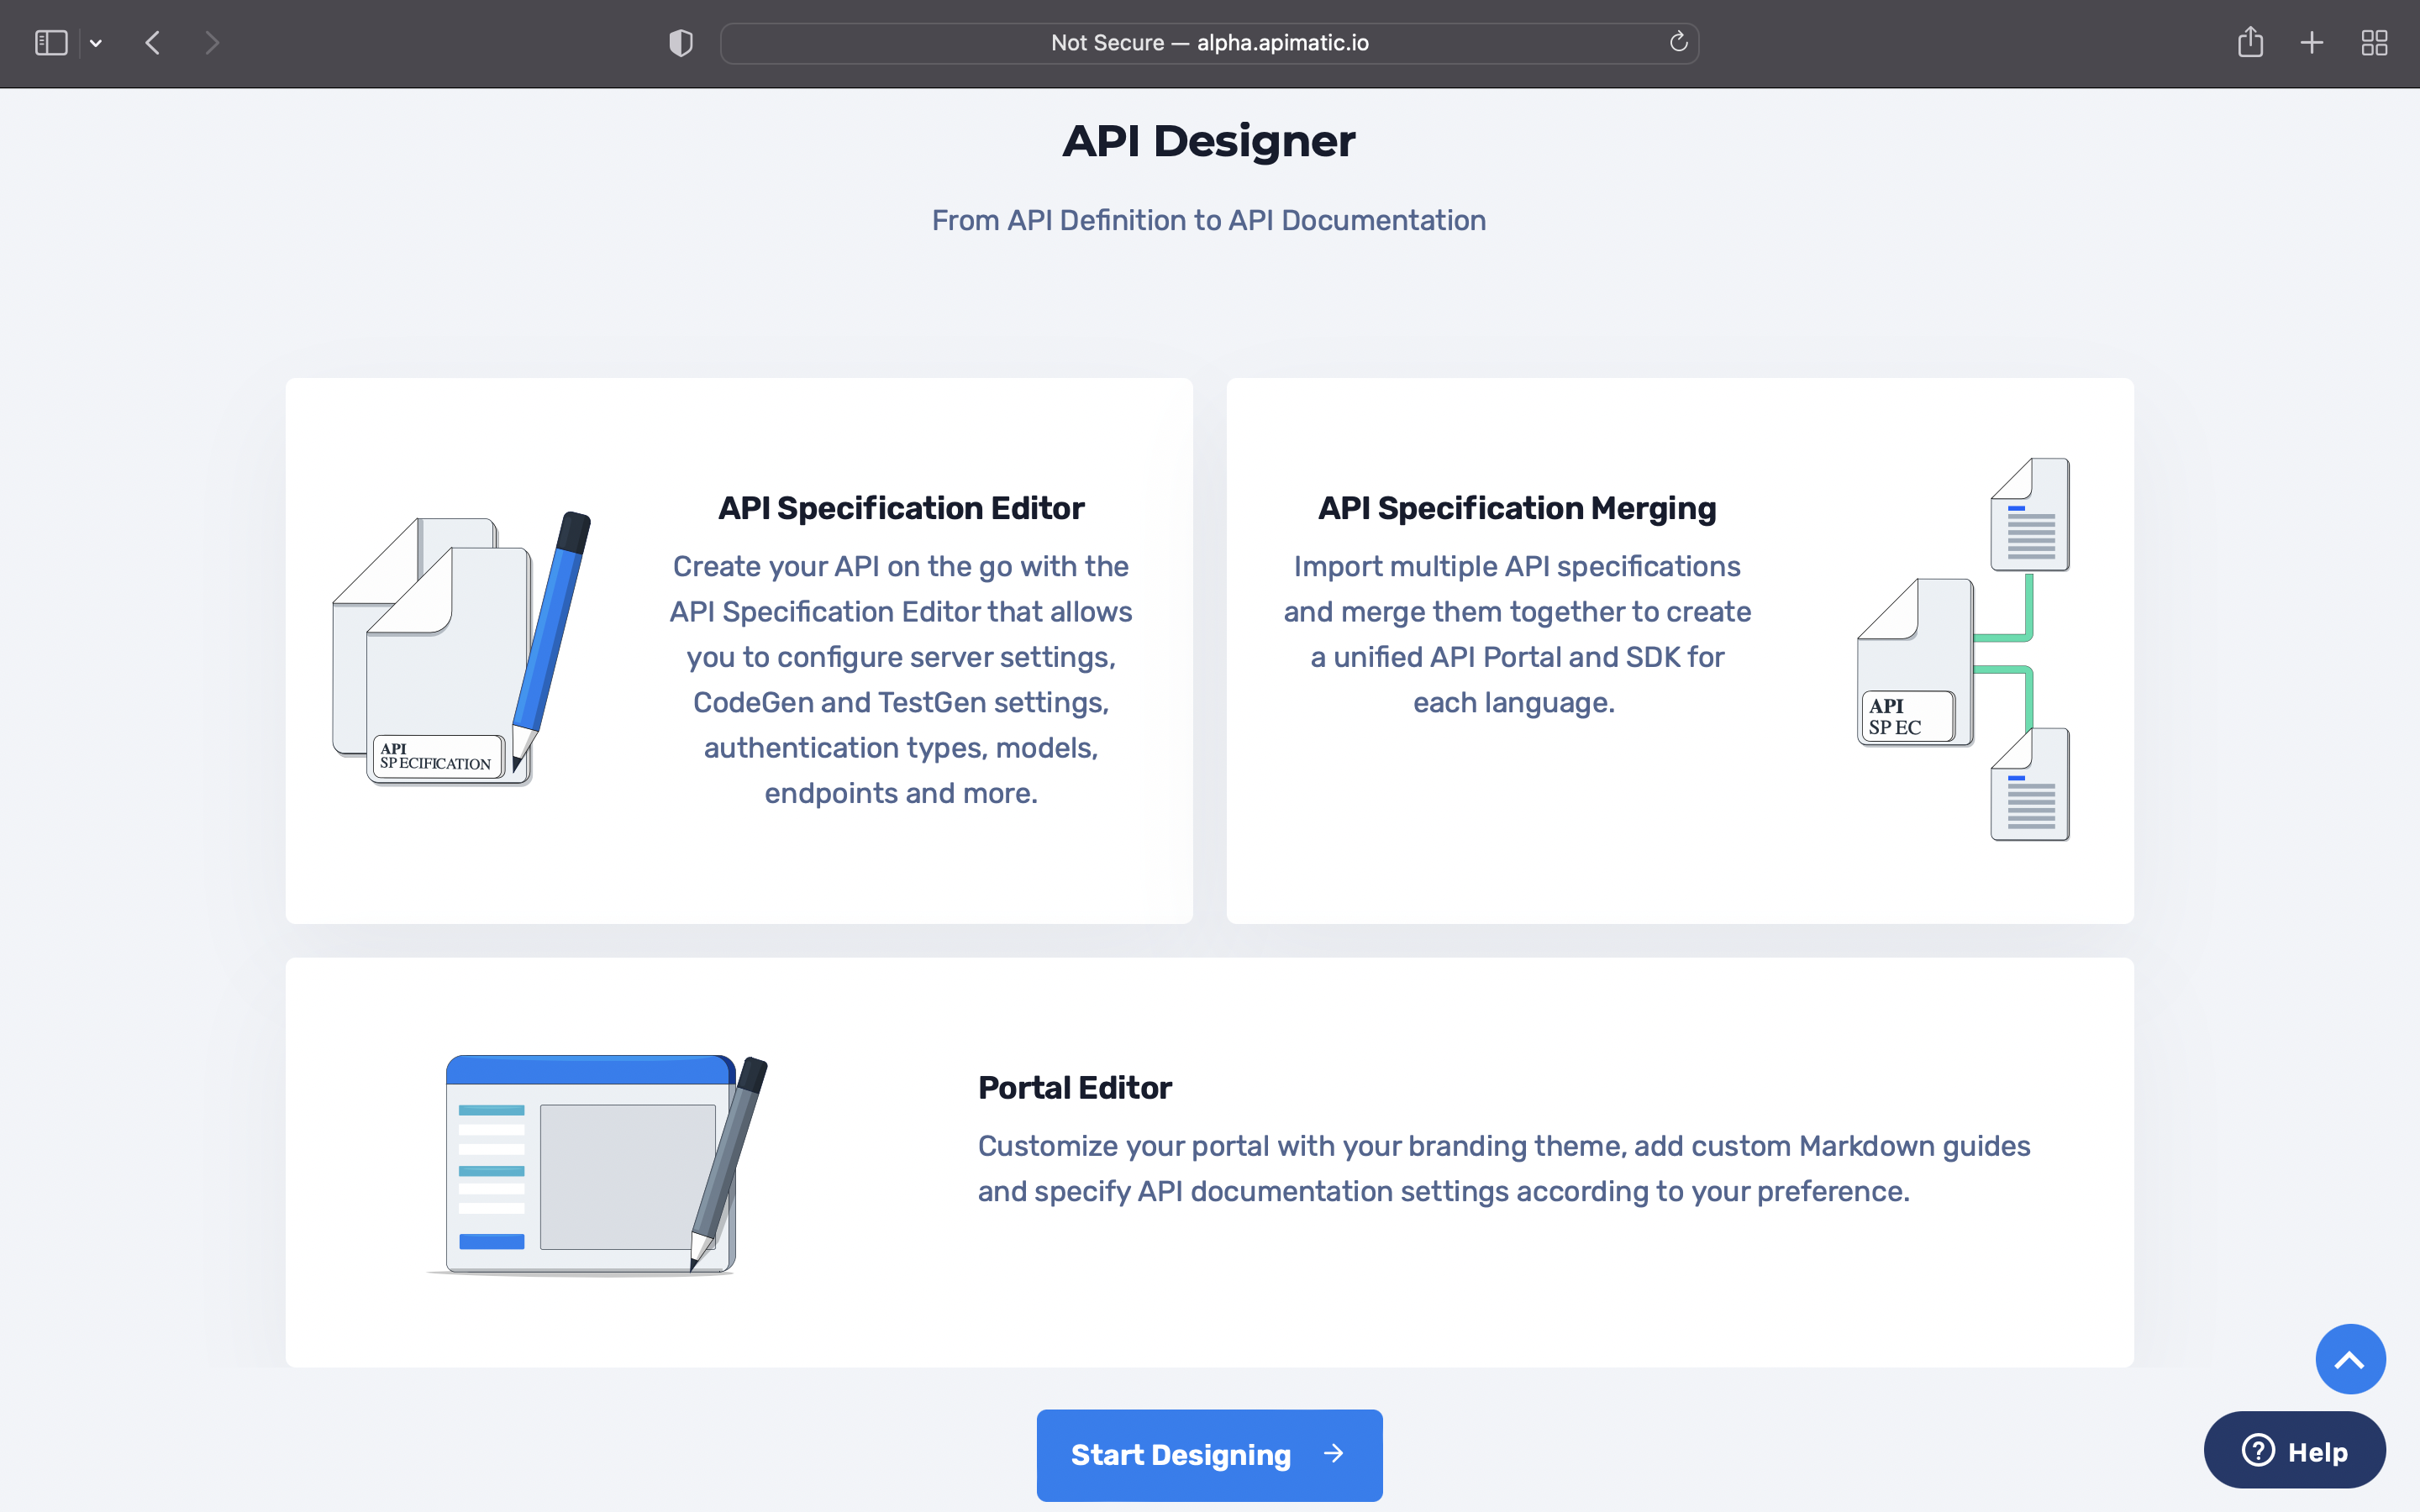 Not Secure — alpha.apimatic.io
API Designer
From API Definition to API Documentation
API Specification Editor
Create your API on the go with the
API Specification Editor that allows
you to configure server settings,
CodeGen and TestGen settings,
authentication types, models,
endpoints and more.
API
SPECIFICATION
API Specification Merging
Import multiple API specifications
and merge them together to create
a unified API Portal and SDK for
each language.
API
SPEC
Portal Editor
Customize your portal with your branding theme, add custom Markdown guides
and specify API documentation settings according to your preference.
Start Designing
Help